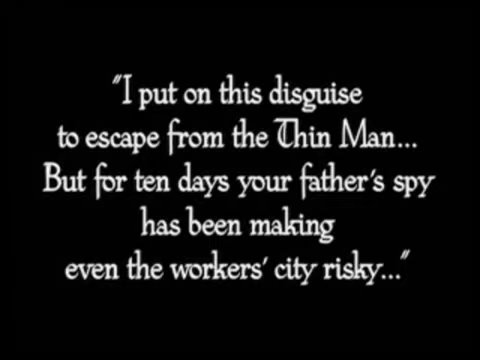 "I put on this disguise
to escape from the Thin Man...
But for ten days your father's spy
has been making
even the workers' city risky..."